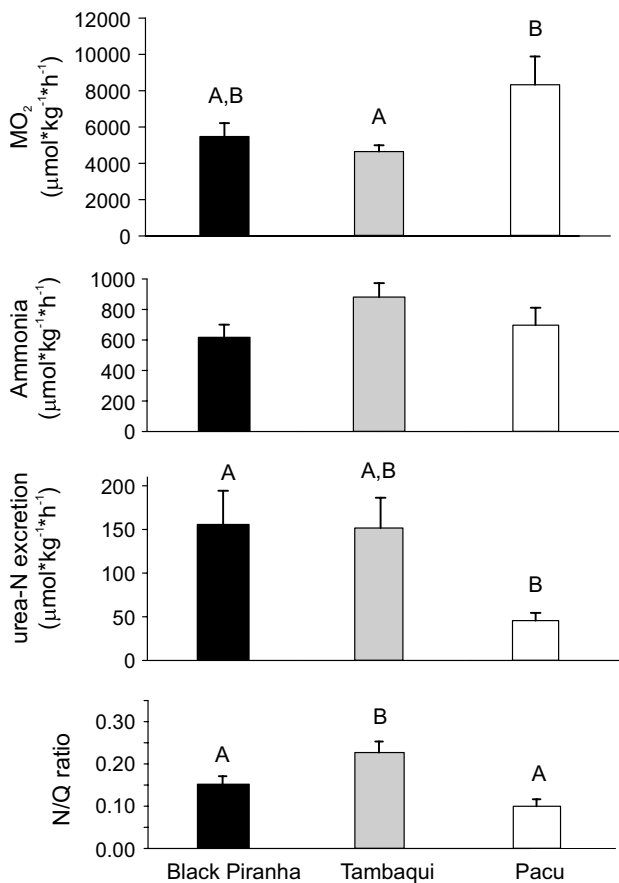 MO₂
(μmol*kg⁻¹*h⁻¹)
12000
10000
8000
6000
4000
2000
0
A,B
A
B
Ammonia
(μmol*kg⁻¹*h⁻¹)
1000
800
600
400
200
0
urea-N excretion
(μmol*kg⁻¹*h⁻¹)
200
150
100
50
0
A
A,B
B
N/Q ratio
0.30
0.20
0.10
0.00
A
B
A
Black Piranha Tambaqui Pacu